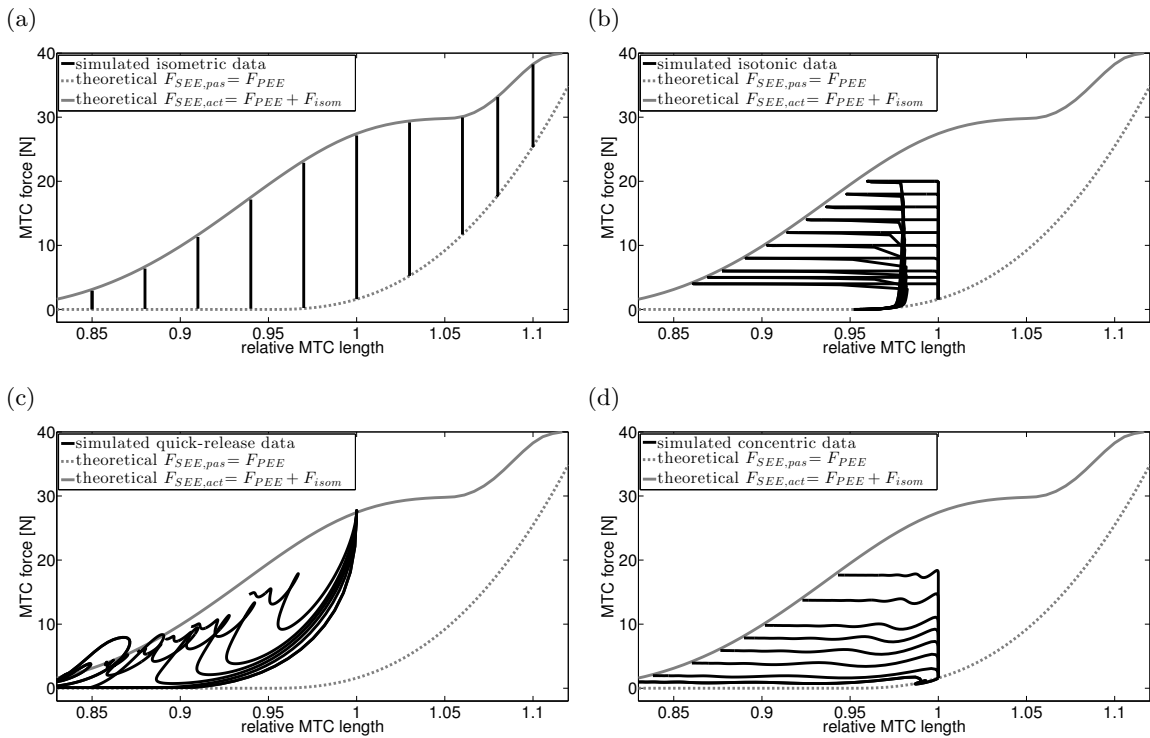 (a)
MTC force [N]
40
30
20
10
0
simulated isometric data
theoretical F_{SEE,pas}= F_{PEE}
theoretical F_{SEE,act}= F_{PEE} + F_{isom}
0.85 0.9 0.95 1 1.05 1.1
relative MTC length
(b)
MTC force [N]
40
30
20
10
0
simulated isotonic data
theoretical F_{SEE,pas}= F_{PEE}
theoretical F_{SEE,act}= F_{PEE} + F_{isom}
0.85 0.9 0.95 1 1.05 1.1
relative MTC length
(c)
MTC force [N]
40
30
20
10
0
simulated quick-release data
theoretical F_{SEE,pas}= F_{PEE}
theoretical F_{SEE,act}= F_{PEE} + F_{isom}
0.85 0.9 0.95 1 1.05 1.1
relative MTC length
(d)
MTC force [N]
40
30
20
10
0
simulated concentric data
theoretical F_{SEE,pas}= F_{PEE}
theoretical F_{SEE,act}= F_{PEE} + F_{isom}
0.85 0.9 0.95 1 1.05 1.1
relative MTC length